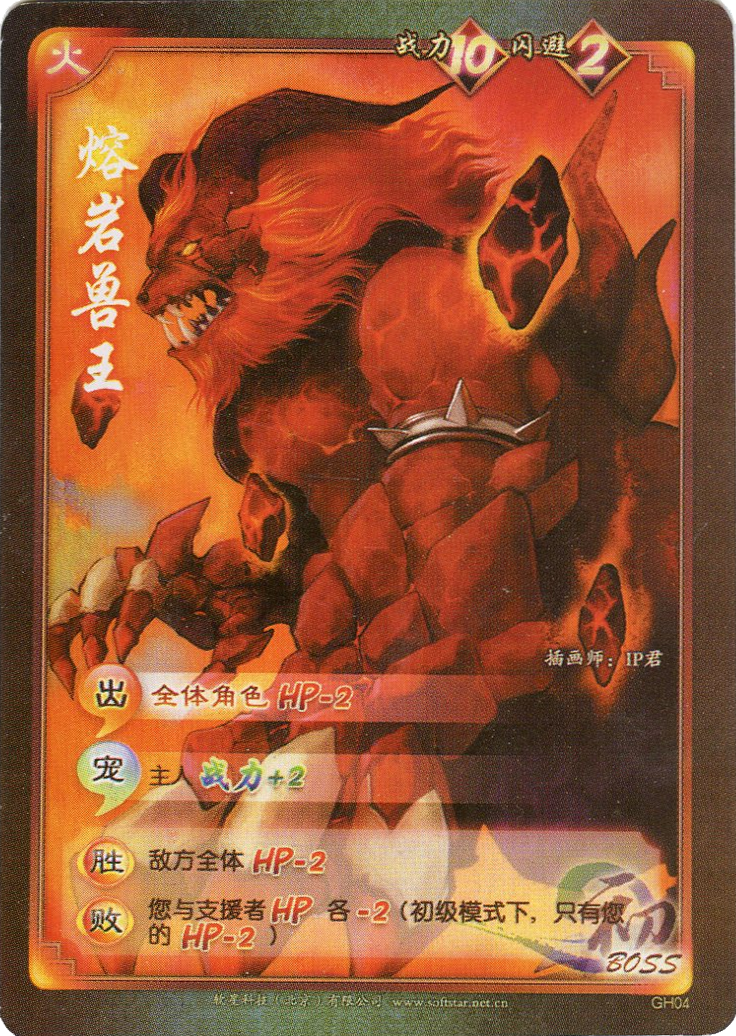 火
战力 10 闪避 2
熔岩兽王
插画师：IP君
出 全体角色 HP-2
宠 主人 战力+2
胜 敌方全体 HP-2
败 您与支援者 HP 各 -2（初级模式下，只有您
的 HP-2 ）
初
BOSS
软星科技（北京）有限公司 www.softstar.net.cn
GH04